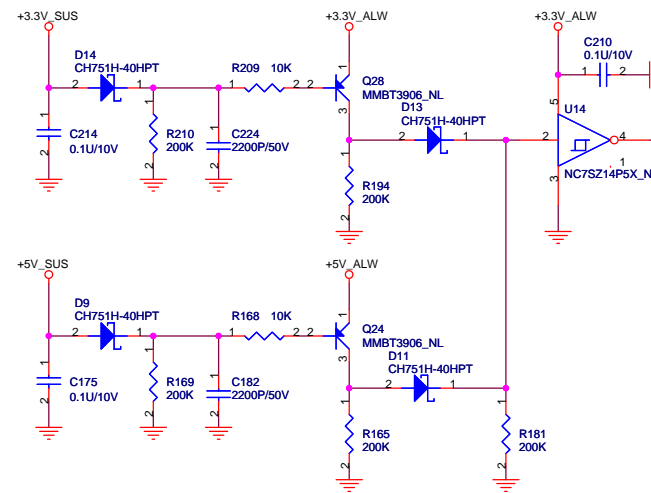 +3.3V_SUS
+3.3V_ALW
+3.3V_ALW
C210
0.1U/10V
1
2
D14
CH751H-40HPT
2
1
R209 10K
1
2
2
1
Q28
MMBT3906_NL
3
D13
CH751H-40HPT
2
1
5
U14
2
4
1
3
NC7SZ14P5X_N
1
C214
0.1U/10V
2
1
R210
200K
2
1
C224
2200P/50V
2
1
R194
200K
2
+5V_SUS
+5V_ALW
D9
CH751H-40HPT
2
1
R168 10K
1
2
2
1
Q24
MMBT3906_NL
3
D11
CH751H-40HPT
2
1
1
C175
0.1U/10V
2
1
R169
200K
2
1
C182
2200P/50V
2
1
R165
200K
2
1
R181
200K
2